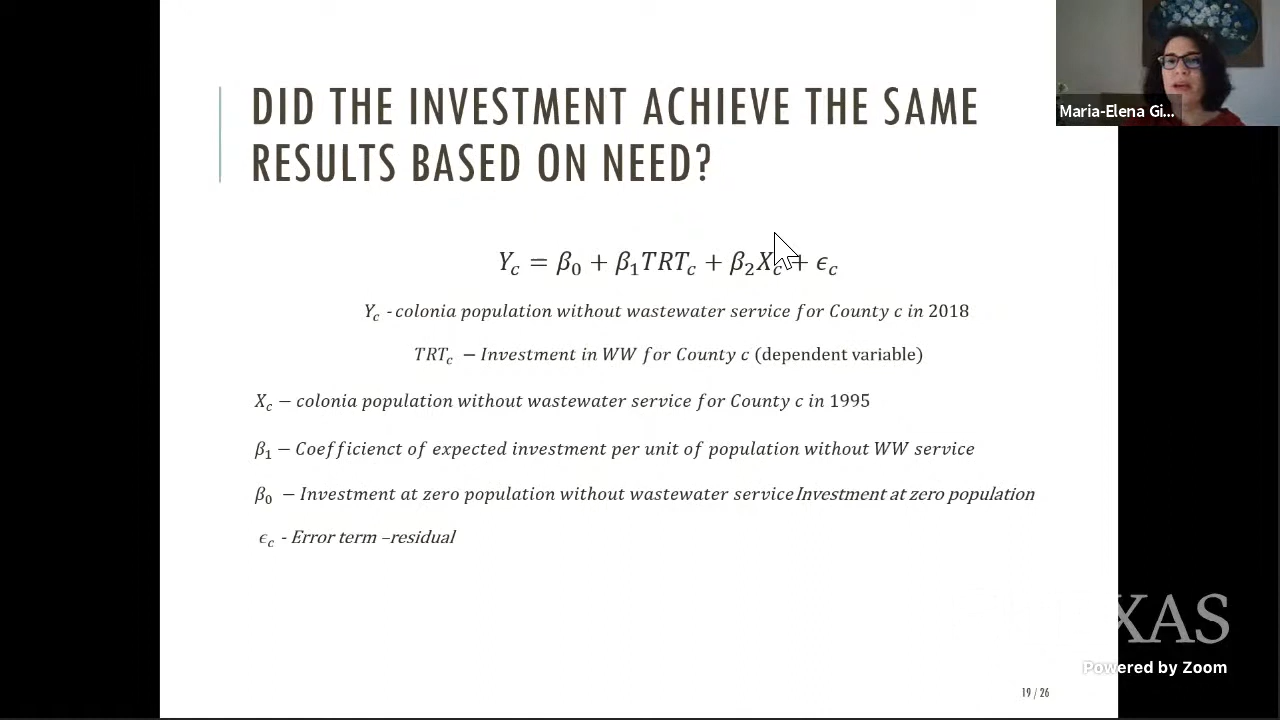 DID THE INVESTMENT ACHIEVE THE SAME
RESULTS BASED ON NEED?
Maria-Elena Gi...
Y_c = β_0 + β_1TRT_c + β_2X_c + ϵ_c
Y_c - colonia population without wastewater service for County c in 2018
TRT_c − Investment in WW for County c (dependent variable)
X_c − colonia population without wastewater service for County c in 1995
β_1 − Coefficienct of expected investment per unit of population without WW service
β_0 − Investment at zero population without wastewater service Investment at zero population
ϵ_c - Error term –residual
XAS
Powered by Zoom
19 / 26